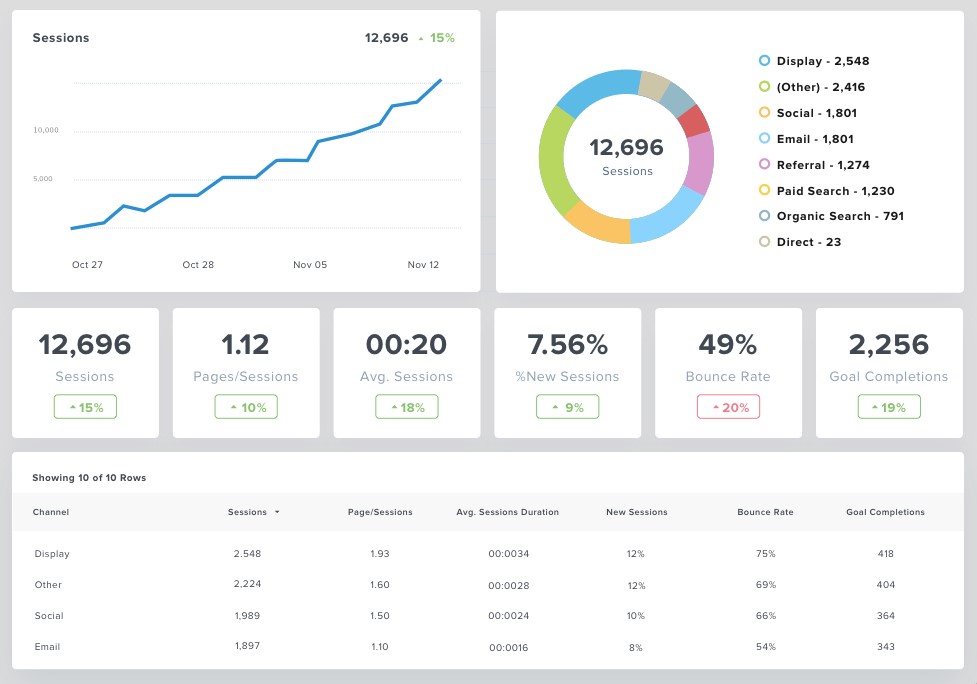 Sessions 12,696 15%
10,000
5,000
Oct 27 Oct 28 Nov 05 Nov 12
12,696
Sessions
Display - 2,548
(Other) - 2,416
Social - 1,801
Email - 1,801
Referral - 1,274
Paid Search - 1,230
Organic Search - 791
Direct - 23
12,696
Sessions
15%
1.12
Pages/Sessions
10%
00:20
Avg. Sessions
18%
7.56%
%New Sessions
9%
49%
Bounce Rate
20%
2,256
Goal Completions
19%
Showing 10 of 10 Rows
Channel Sessions Page/Sessions Avg. Sessions Duration New Sessions Bounce Rate Goal Completions
Display 2.548 1.93 00:0034 12% 75% 418
Other 2,224 1.60 00:0028 12% 69% 404
Social 1,989 1.50 00:0024 10% 66% 364
Email 1,897 1.10 00:0016 8% 54% 343